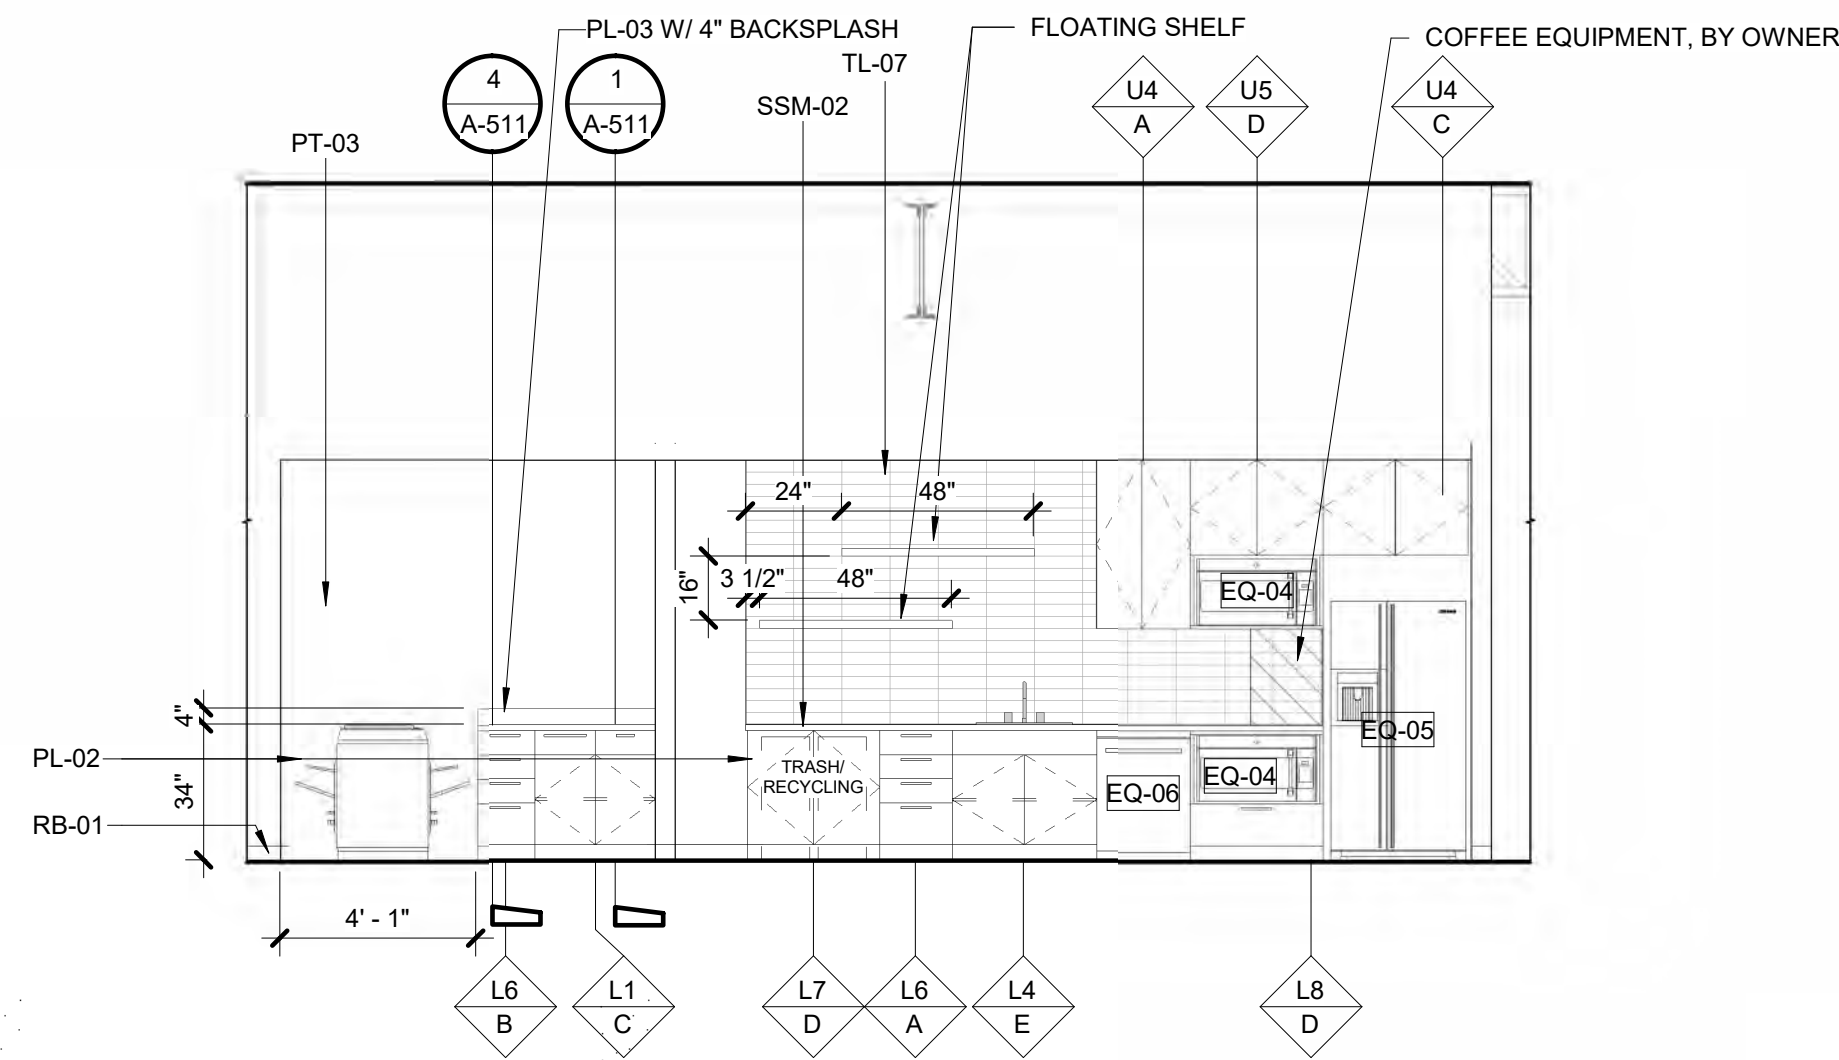 PL-03 W/ 4" BACKSPLASH
FLOATING SHELF
COFFEE EQUIPMENT, BY OWNER
TL-07
4
A-511
1
A-511
SSM-02
U4
A
U5
D
U4
C
PT-03
24"
48"
16"
3 1/2"
48"
EQ-04
4"
34"
PL-02
RB-01
TRASH/
RECYCLING
EQ-06
EQ-04
EQ-05
4' - 1"
L6
B
L1
C
L7
D
L6
A
L4
E
L8
D